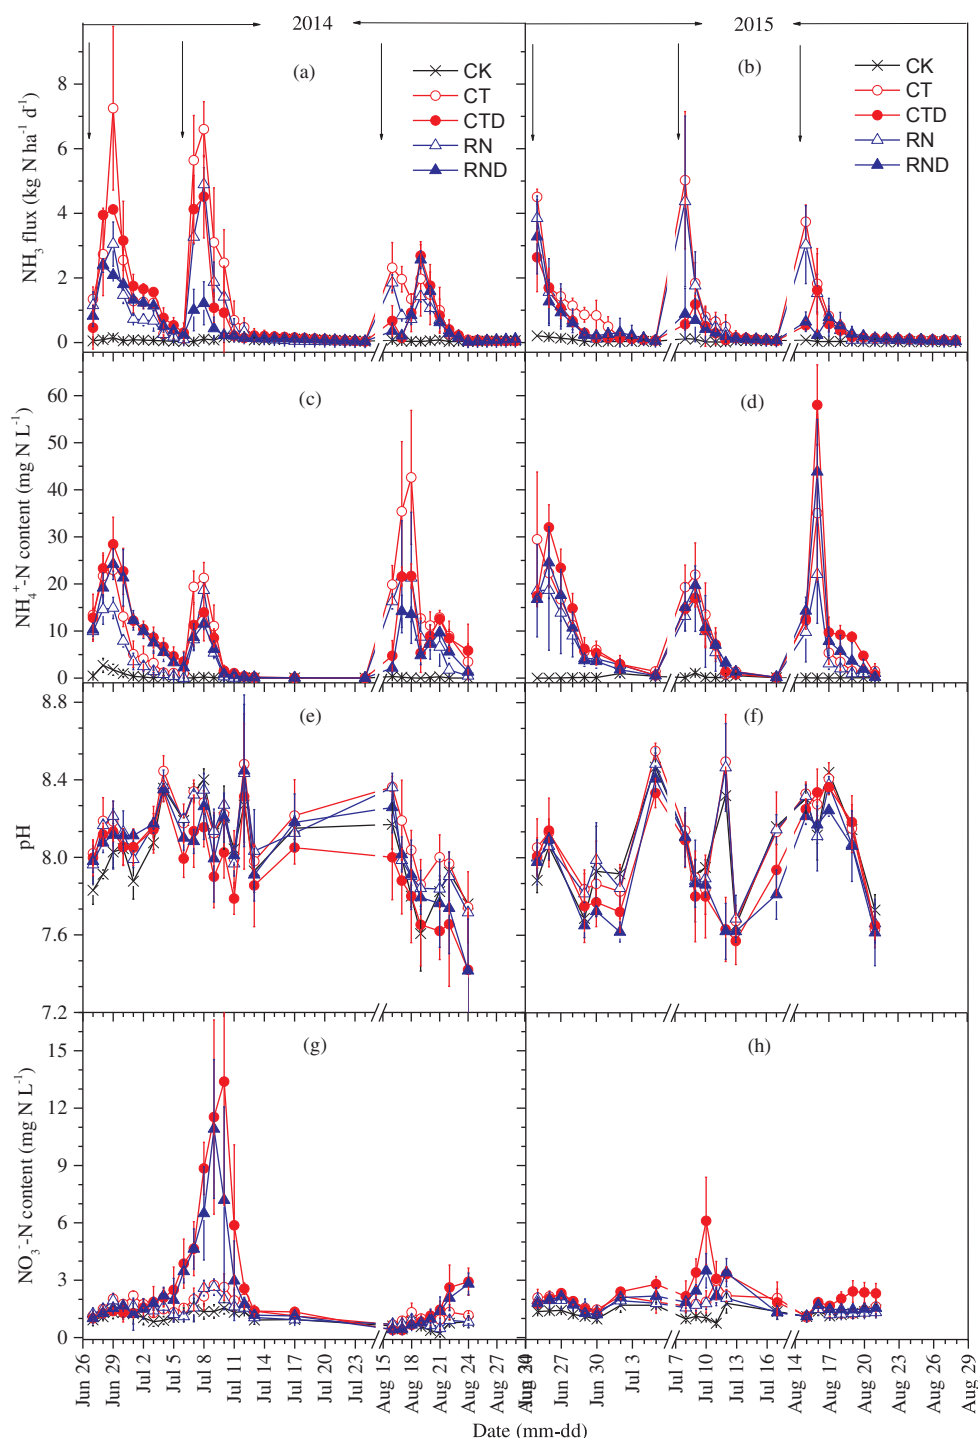 2014
2015
(a)
CK
CT
CTD
RN
RND
(b)
CK
CT
CTD
RN
RND
NH₃ flux (kg N ha⁻¹ d⁻¹)
8
6
4
2
0
(c)
(d)
NH₄⁺-N content (mg N L⁻¹)
60
50
40
30
20
10
0
(e)
(f)
pH
8.8
8.4
8.0
7.6
7.2
(g)
(h)
NO₃⁻-N content (mg N L⁻¹)
15
12
9
6
3
0
Jun 26
Jun 29
Jul 2
Jul 5
Jul 8
Jul 11
Jul 14
Jul 17
Jul 20
Jul 23
Aug 15
Aug 18
Aug 21
Aug 24
Aug 27
Jun 27
Jun 30
Jul 3
Jul 7
Jul 10
Jul 13
Jul 16
Aug 14
Aug 17
Aug 20
Aug 23
Aug 26
Aug 29
Date (mm-dd)